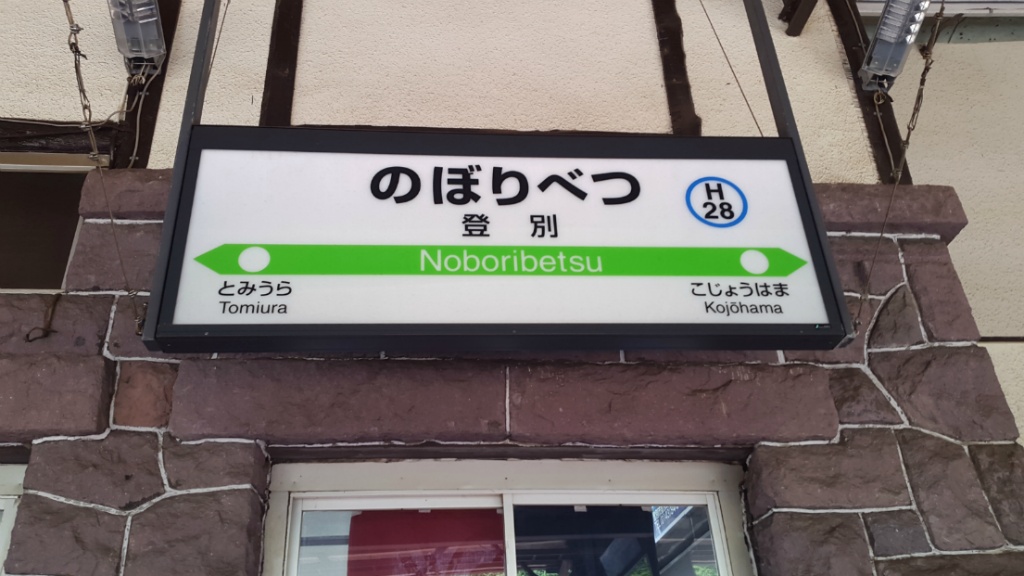 のぼりべつ
H
28
登別
Noboribetsu
とみうら
こじょうはま
Tomiura
Kojōhama